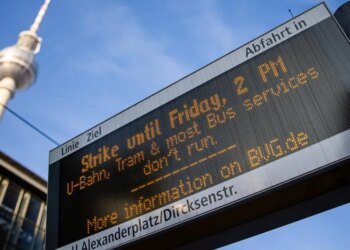 Linie Ziel Abfahrt in
Strike until Friday, 2 PM
U-Bahn, Tram & most Bus services
don't run.
More information on BVG.de
U Alexanderplatz/Dircksenstr.